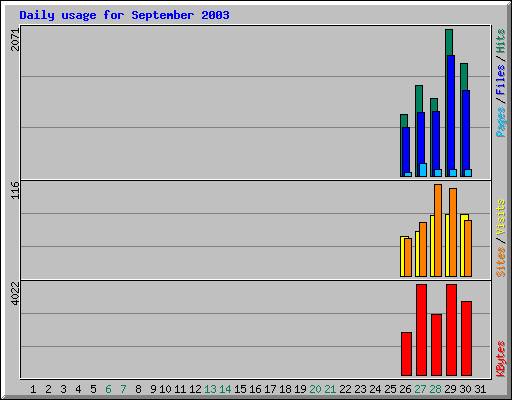 Daily usage for September 2003
2071
Pages / Files / Hits
116
Sites / Visits
4022
KBytes
1 2 3 4 5 6 7 8 9 10 11 12 13 14 15 16 17 18 19 20 21 22 23 24 25 26 27 28 29 30 31